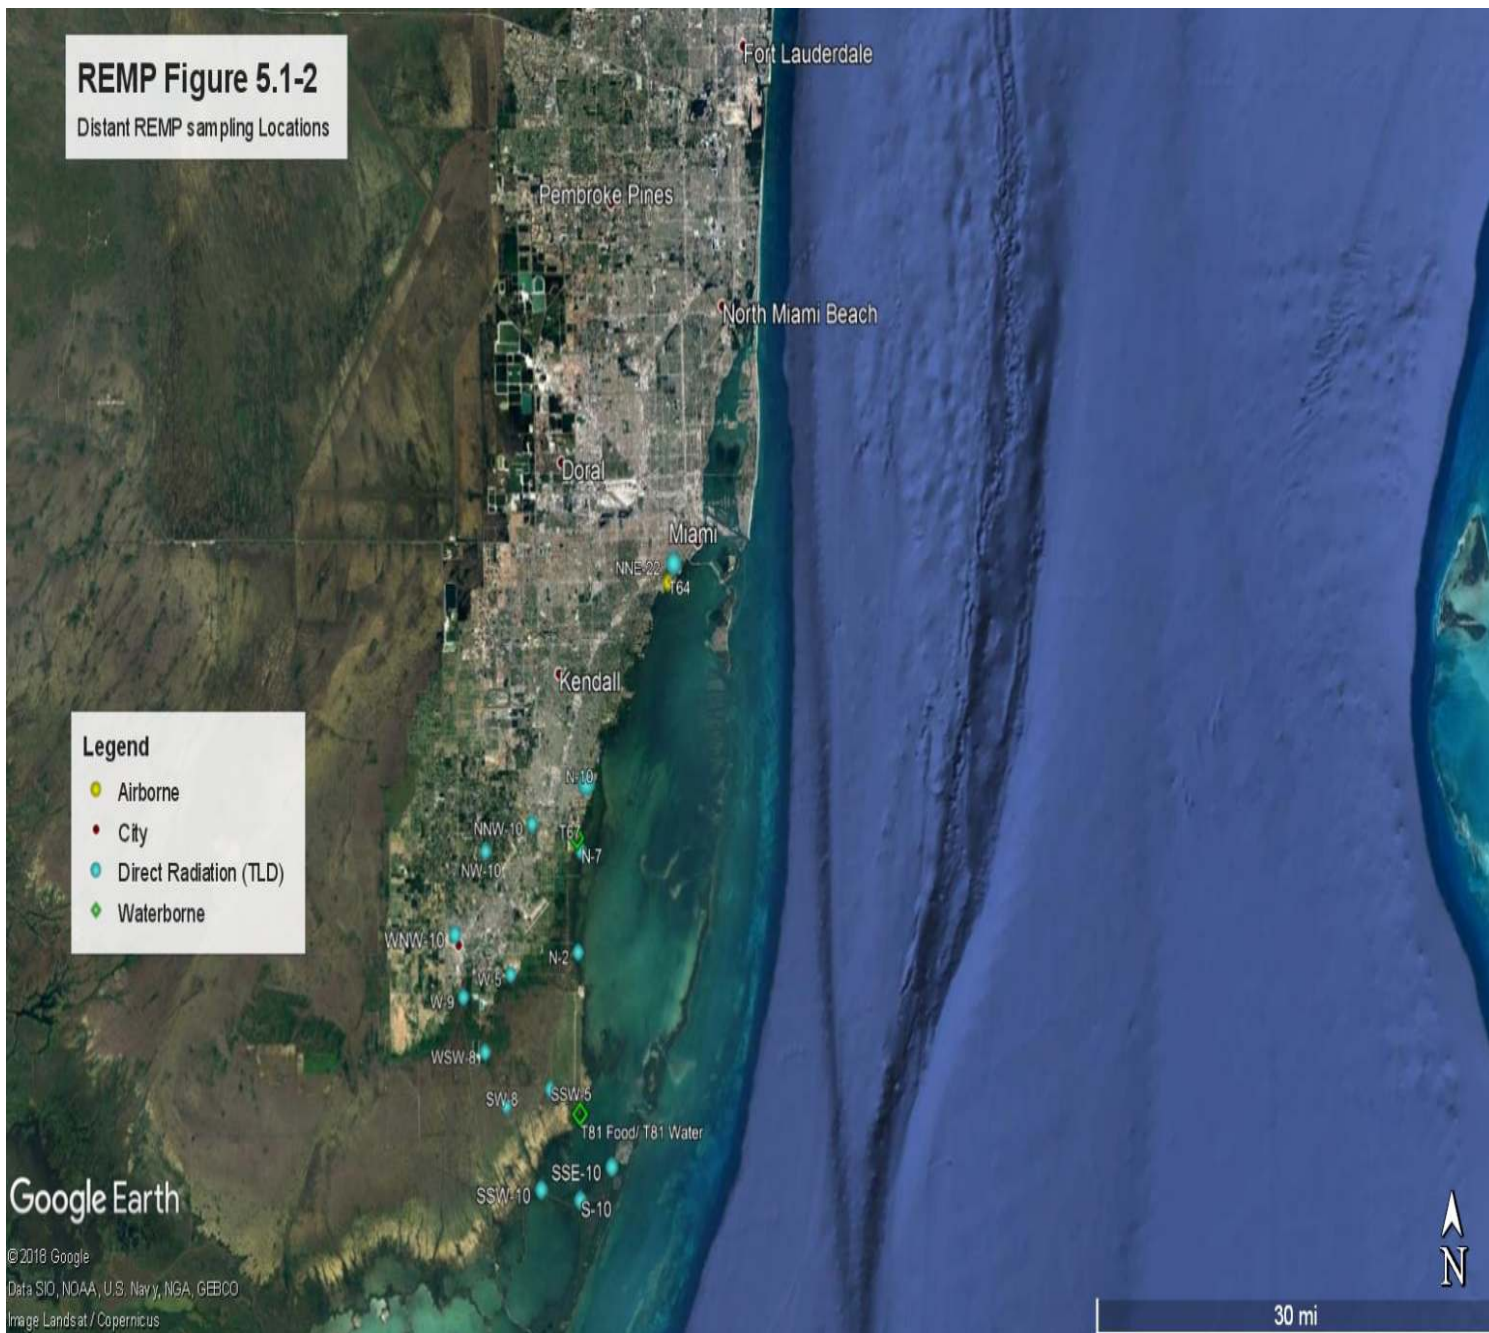 REMP Figure 5.1-2
Distant REMP sampling Locations
Fort Lauderdale
Pembroke Pines
North Miami Beach
Doral
Miami
NNE-22
T64
Kendall
Legend
Airborne
City
Direct Radiation (TLD)
Waterborne
N-10
NNW-10
T67
N-7
NW-10
WNW-10
N-2
W-5
W-9
WSW-8
SSW-5
SW-8
T81 Food/ T81 Water
SSE-10
SSW-10
S-10
Google Earth
©2018 Google
Data SIO, NOAA, U.S. Navy, NGA, GEBCO
Image Landsat / Copernicus
N
30 mi